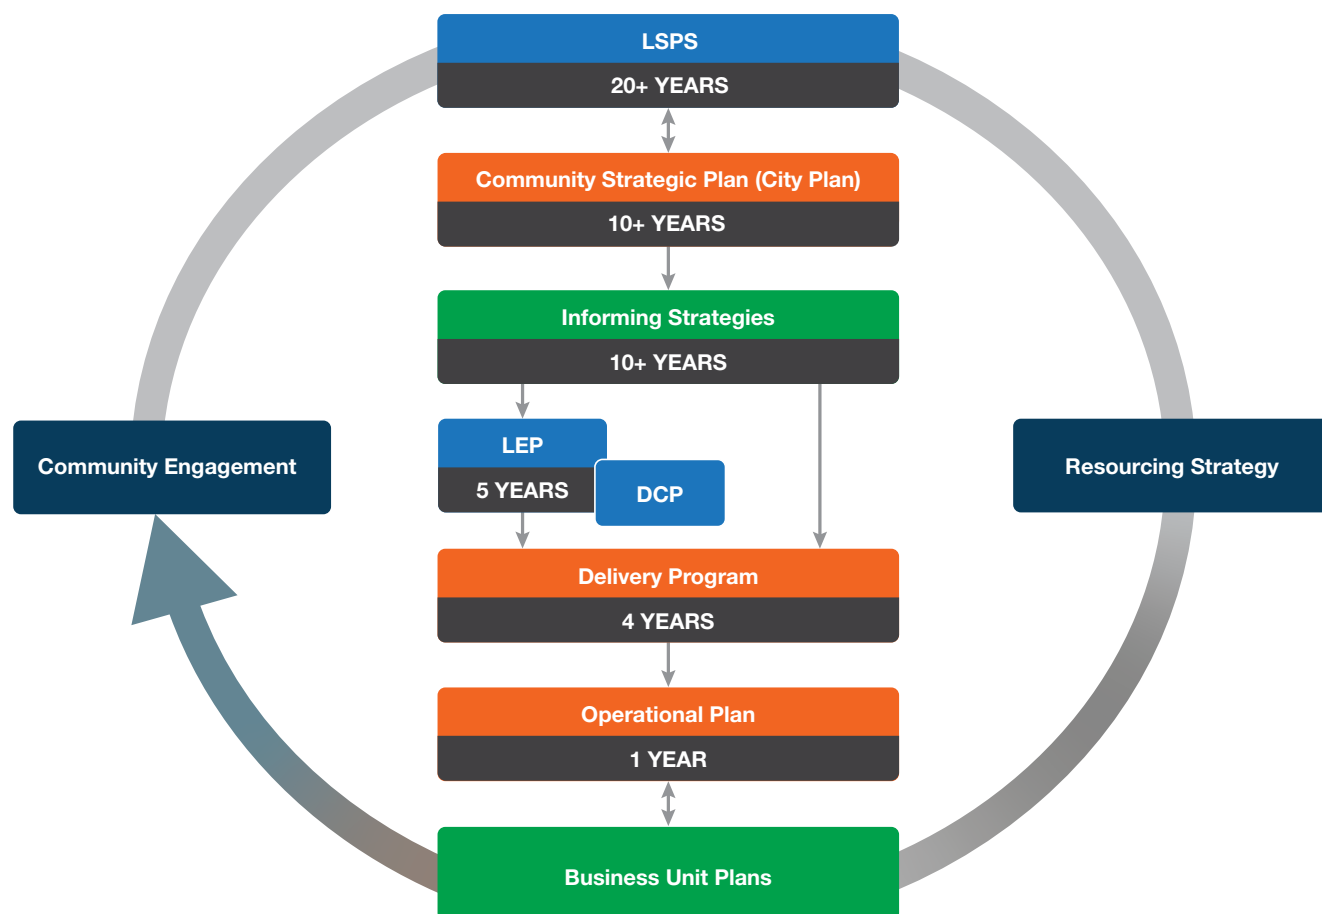 LSPS
20+ YEARS
Community Strategic Plan (City Plan)
10+ YEARS
Informing Strategies
10+ YEARS
Community Engagement
LEP
5 YEARS
DCP
Resourcing Strategy
Delivery Program
4 YEARS
Operational Plan
1 YEAR
Business Unit Plans